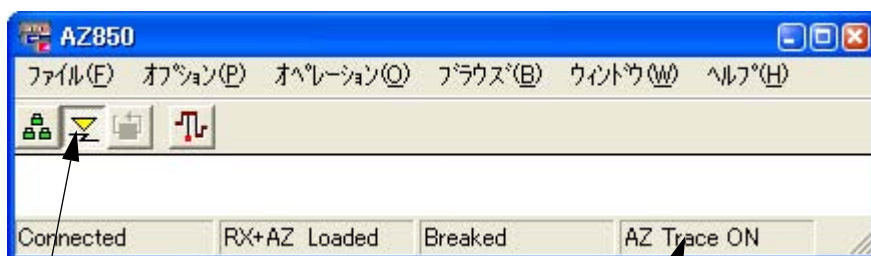 AZ850
ﾌｧｲﾙ(F) ｵﾌﾟｼｮﾝ(P) ｵﾍﾟﾚｰｼｮﾝ(O) ﾌﾞﾗｳｽﾞ(B) ｳｨﾝﾄﾞｳ(W) ﾍﾙﾌﾟ(H)
Connected RX+AZ Loaded Breaked AZ Trace ON